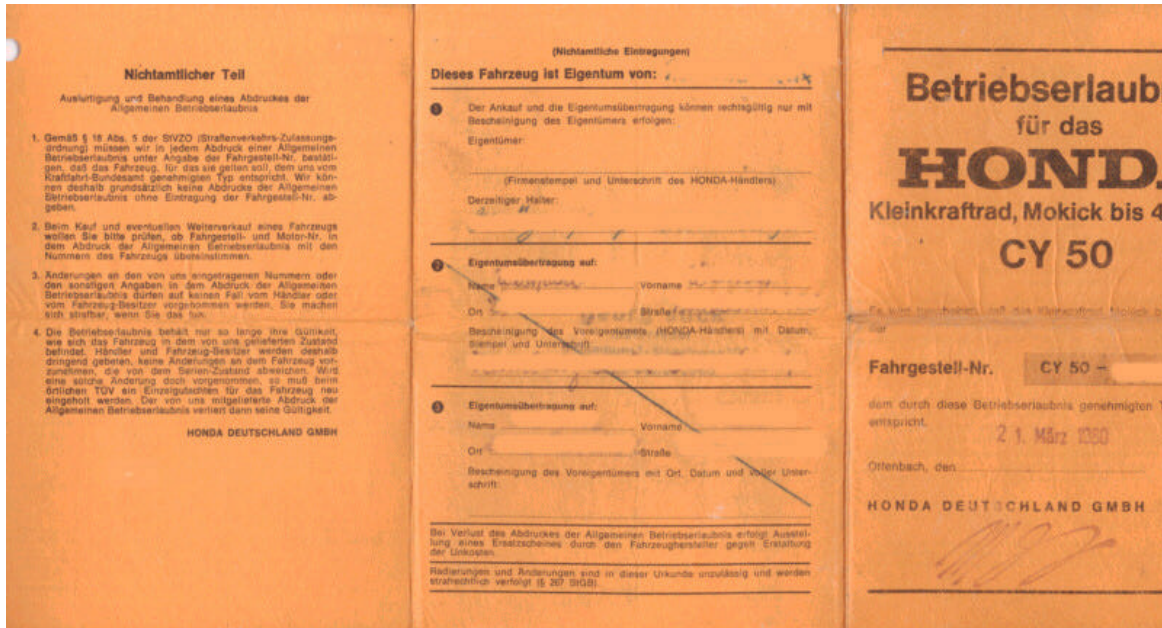 Nichtamtlicher Teil
Ausfertigung und Behandlung eines Abdruckes der
Allgemeinen Betriebserlaubnis
1. Gemäß § 18 Abs. 5 der StVZO (Straßenverkehrs-Zulassungs-
ordnung) müssen wir in jedem Abdruck einer Allgemeinen
Betriebserlaubnis unter Angabe der Fahrgestell-Nr. bestäti-
gen, daß das Fahrzeug, für das sie gelten soll, dem uns vom
Kraftfahrt-Bundesamt genehmigten Typ entspricht. Wir kön-
nen deshalb grundsätzlich keine Abdrucke der Allgemeinen
Betriebserlaubnis ohne Eintragung der Fahrgestell-Nr. ab-
geben.
2. Beim Kauf und eventuellen Weiterverkauf eines Fahrzeugs
wollen Sie bitte prüfen, ob Fahrgestell- und Motor-Nr. in
dem Abdruck der Allgemeinen Betriebserlaubnis mit den
Nummern des Fahrzeugs übereinstimmen.
3. Änderungen an den von uns eingetragenen Nummern oder
den sonstigen Angaben in dem Abdruck der Allgemeinen
Betriebserlaubnis dürfen auf keinen Fall vom Händler oder
vom Fahrzeug-Besitzer vorgenommen werden. Sie machen
sich strafbar, wenn Sie das tun.
4. Die Betriebserlaubnis behält nur so lange ihre Gültigkeit,
wie sich das Fahrzeug in dem von uns gelieferten Zustand
befindet. Händler und Fahrzeug-Besitzer werden deshalb
dringend gebeten, keine Änderungen an dem Fahrzeug vor-
zunehmen, die von dem Serien-Zustand abweichen. Wird
eine solche Änderung doch vorgenommen, so muß beim
örtlichen TÜV ein Einzelgutachten für das Fahrzeug neu
eingeholt werden. Der von uns mitgelieferte Abdruck der
Allgemeinen Betriebserlaubnis verliert dann seine Gültigkeit.
HONDA DEUTSCHLAND GMBH
(Nichtamtliche Eintragungen)
Dieses Fahrzeug ist Eigentum von:
1 Der Ankauf und die Eigentumsübertragung können rechtsgültig nur mit
Bescheinigung des Eigentümers erfolgen:
Eigentümer:
(Firmenstempel und Unterschrift des HONDA-Händlers)
Derzeitiger Halter:
2 Eigentumsübertragung auf:
Name Vorname
Ort Straße
Bescheinigung des Voreigentümers (HONDA-Händlers) mit Datum,
Stempel und Unterschrift:
3 Eigentumsübertragung auf:
Name Vorname
Ort Straße
Bescheinigung des Voreigentümers mit Ort, Datum und voller Unter-
schrift:
Bei Verlust des Abdruckes der Allgemeinen Betriebserlaubnis erfolgt Ausstel-
lung eines Ersatzscheines durch den Fahrzeughersteller gegen Erstattung
der Unkosten.
Radierungen und Änderungen sind in dieser Urkunde unzulässig und werden
strafrechtlich verfolgt (§ 267 StGB).
Betriebserlaub
für das
HONDA
Kleinkraftrad, Mokick bis 4
CY 50
Es wird bescheinigt, daß das Kleinkraftrad Mokick b
der
Fahrgestell-Nr. CY 50 –
dem durch diese Betriebserlaubnis genehmigten T
entspricht.
21. März 1980
Offenbach, den
HONDA DEUTSCHLAND GMBH